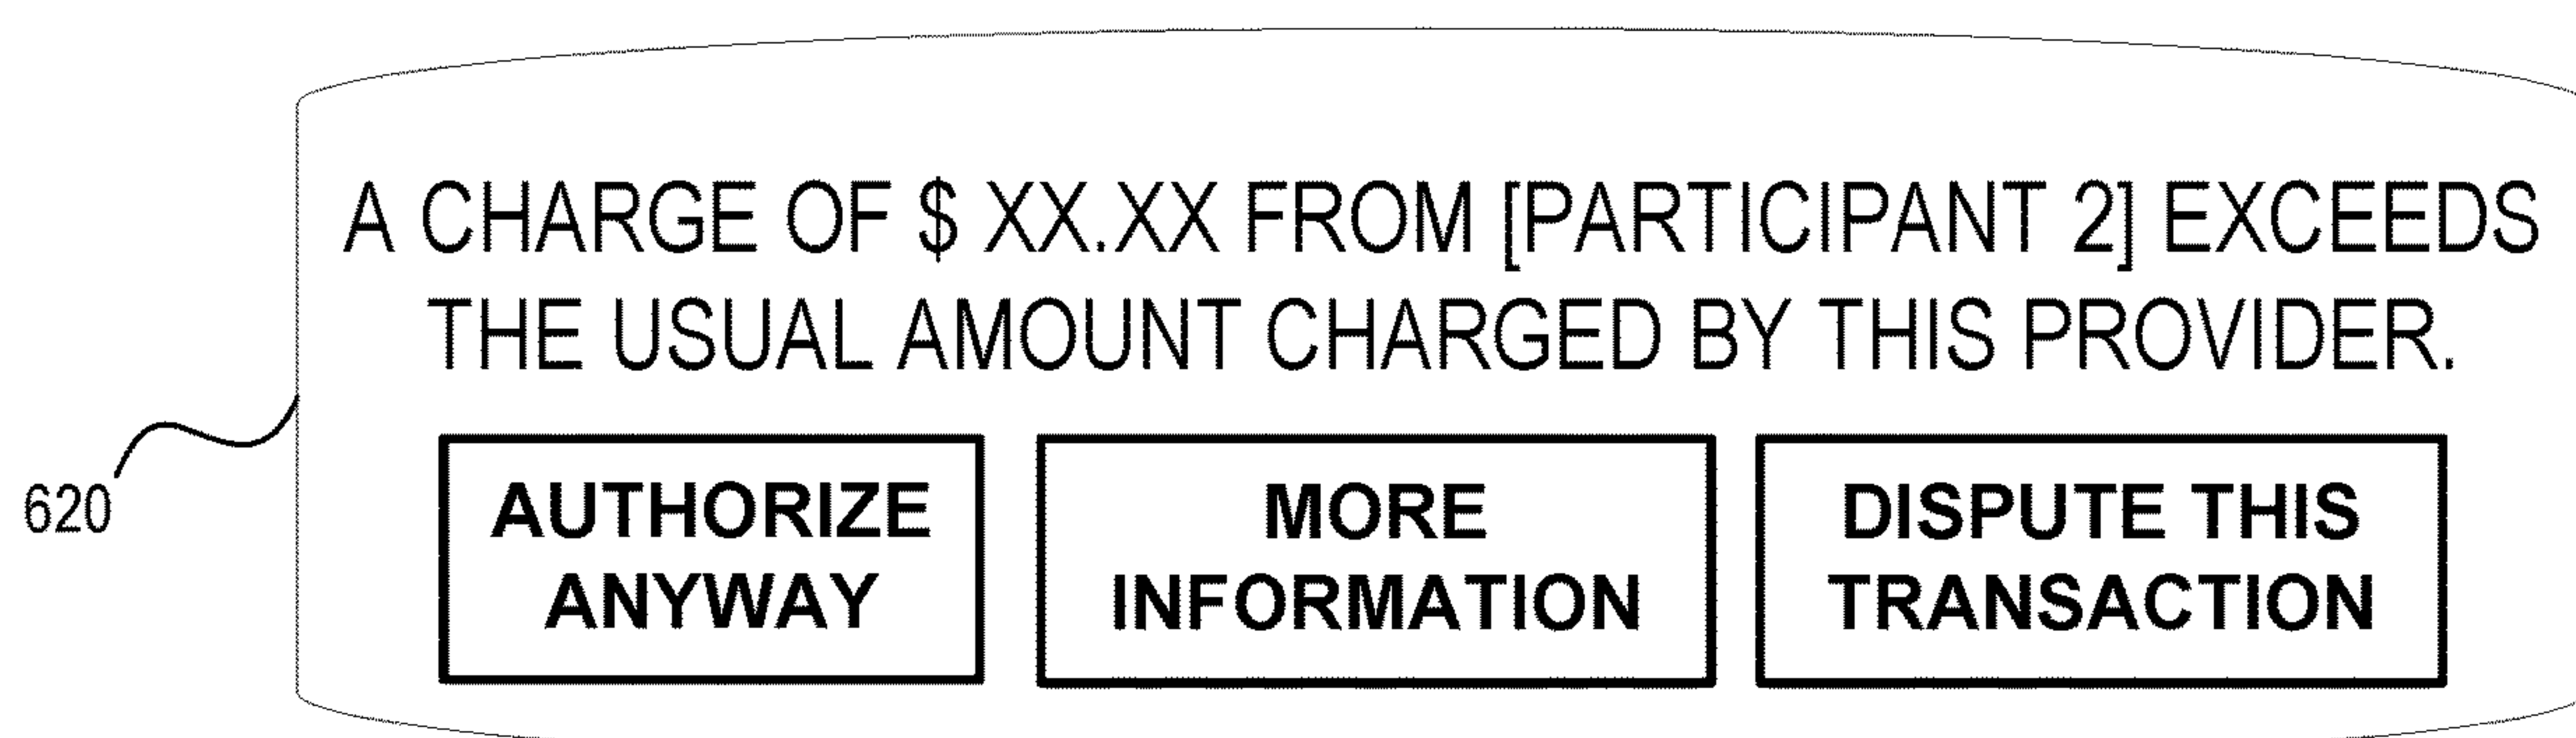 A CHARGE OF $ XX.XX FROM [PARTICIPANT 2] EXCEEDS
THE USUAL AMOUNT CHARGED BY THIS PROVIDER.
620
AUTHORIZE
ANYWAY
MORE
INFORMATION
DISPUTE THIS
TRANSACTION